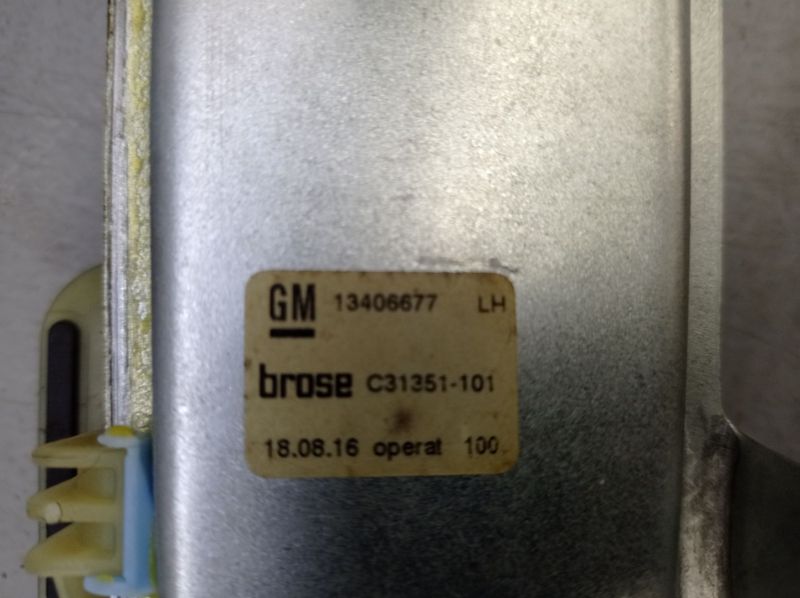 GM 13406677 LH
brose C31351-101
18.08.16 operat 100